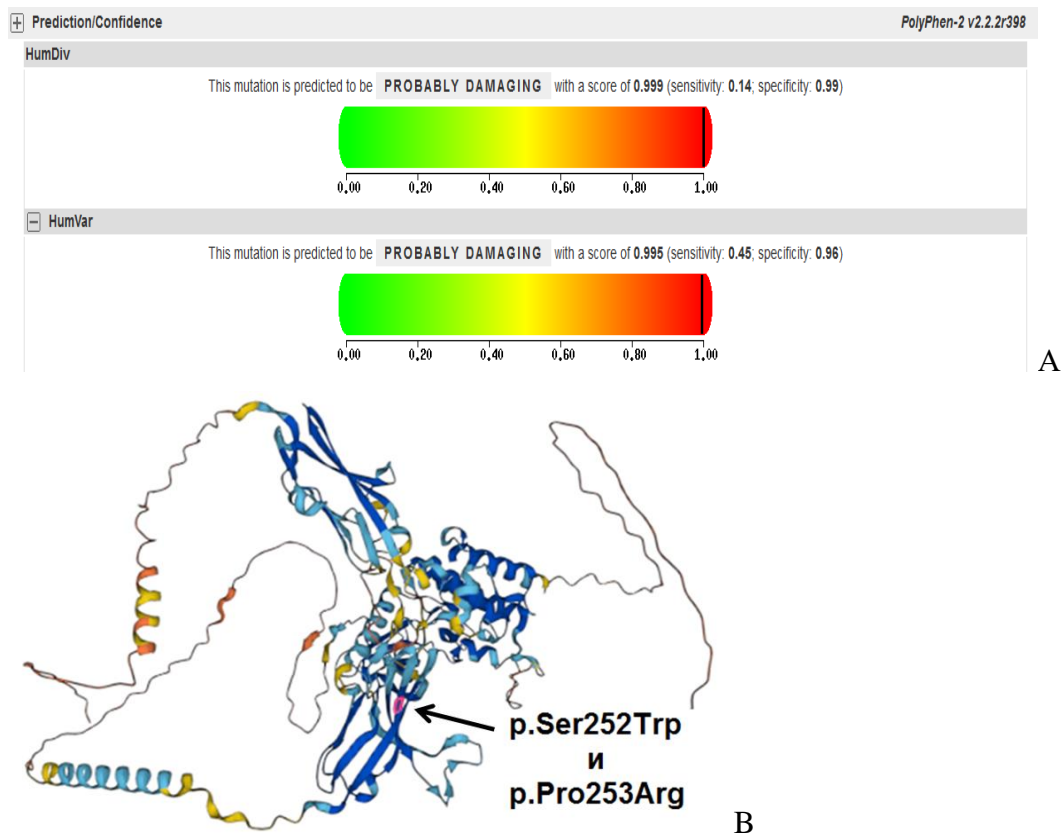 Prediction/Confidence PolyPhen-2 v2.2.2r398
HumDiv
This mutation is predicted to be PROBABLY DAMAGING with a score of 0.999 (sensitivity: 0.14; specificity: 0.99)
0.00 0.20 0.40 0.60 0.80 1.00
HumVar
This mutation is predicted to be PROBABLY DAMAGING with a score of 0.995 (sensitivity: 0.45; specificity: 0.96)
0.00 0.20 0.40 0.60 0.80 1.00
A
p.Ser252Trp
и
p.Pro253Arg
B